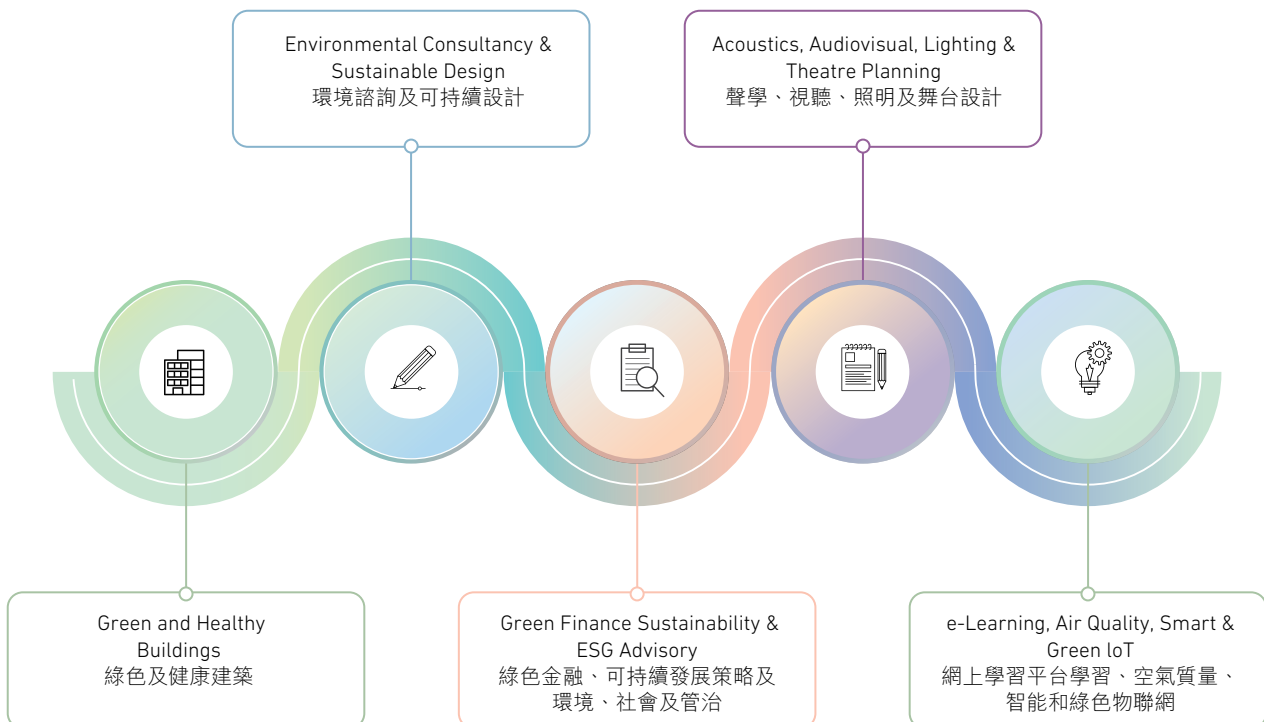 Environmental Consultancy &
Sustainable Design
環境諮詢及可持續設計
Acoustics, Audiovisual, Lighting &
Theatre Planning
聲學、視聽、照明及舞台設計
Green and Healthy
Buildings
綠色及健康建築
Green Finance Sustainability &
ESG Advisory
綠色金融、可持續發展策略及
環境、社會及管治
e-Learning, Air Quality, Smart &
Green IoT
網上學習平台學習、空氣質量、
智能和綠色物聯網